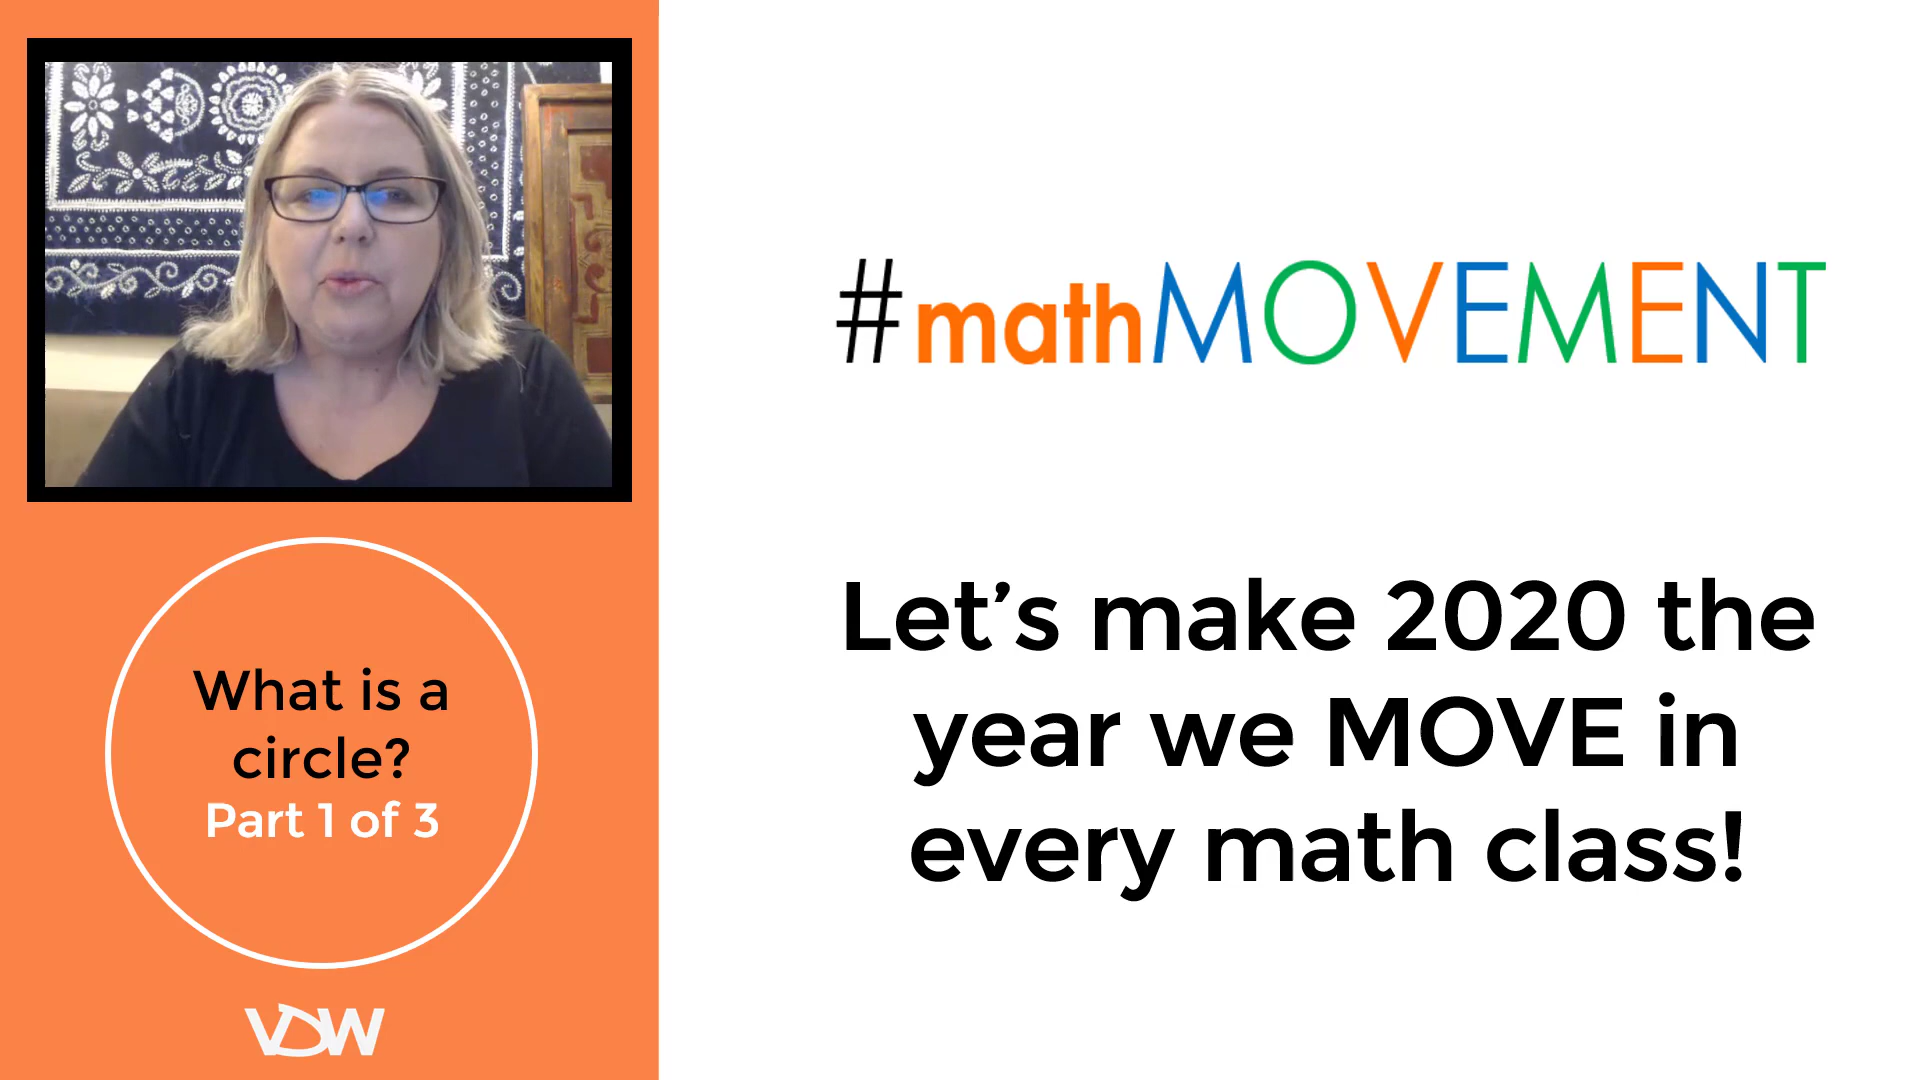 What is a
circle?
Part 1 of 3
VDW
#mathMOVEMENT
Let’s make 2020 the
year we MOVE in
every math class!